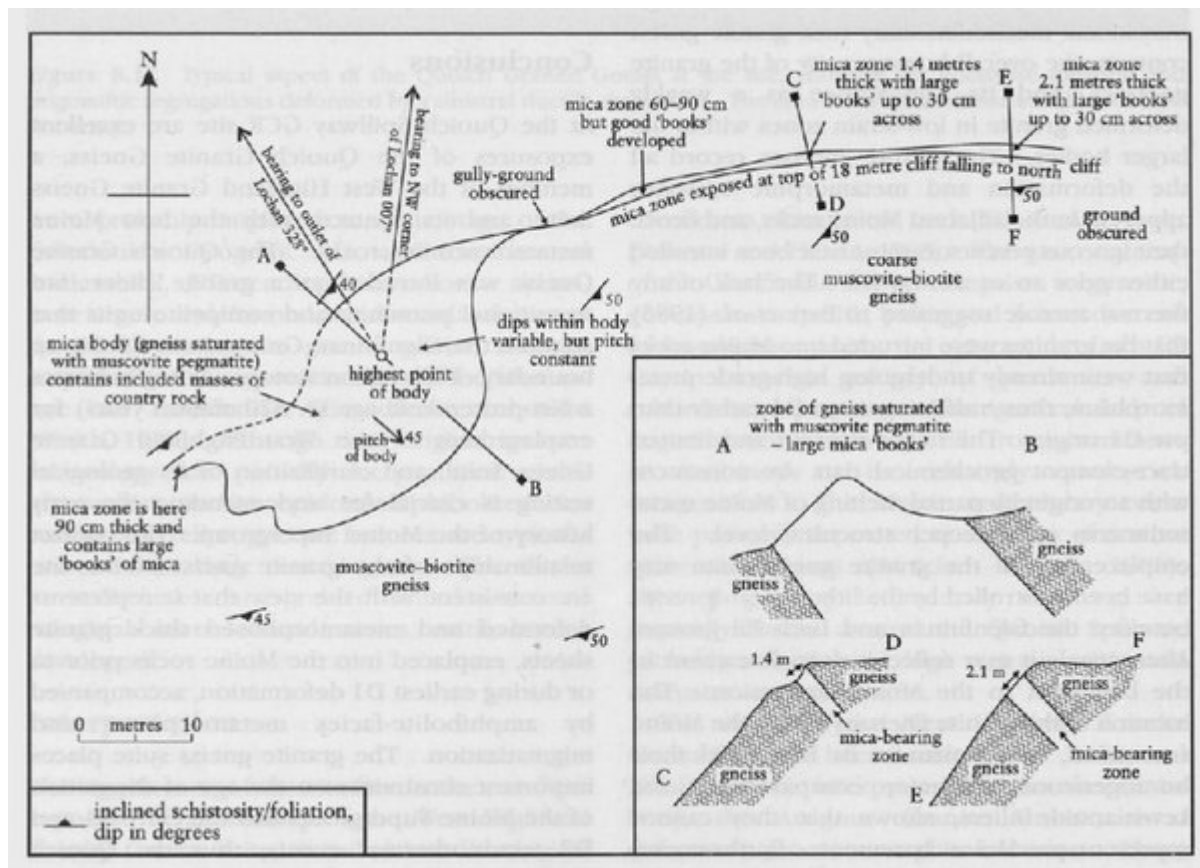 N
bearing to outlet of
Lochan 328°
bearing to NW corner
of Lochan 007°
gully-ground
obscured
mica zone 60–90 cm
but good 'books'
developed
C
mica zone 1.4 metres
thick with large
'books' up to 30 cm
across
E
mica zone
2.1 metres thick
with large 'books'
up to 30 cm across
mica zone exposed at top of 18 metre cliff falling to north
cliff
D
50
50
F
ground
obscured
coarse
muscovite–biotite
gneiss
A
40
50
dips within body
variable, but pitch
constant
mica body (gneiss saturated
with muscovite pegmatite)
contains included masses of
country rock
highest point
of body
pitch 45
of body
B
mica zone is here
90 cm thick and
contains large
'books' of mica
muscovite–biotite
gneiss
45
50
0 metres 10
inclined schistosity/foliation,
dip in degrees
zone of gneiss saturated
with muscovite pegmatite
– large mica 'books'
A
B
gneiss
gneiss
D
1.4 m
gneiss
mica-bearing
zone
gneiss
C
F
2.1 m
gneiss
mica-bearing
zone
gneiss
E